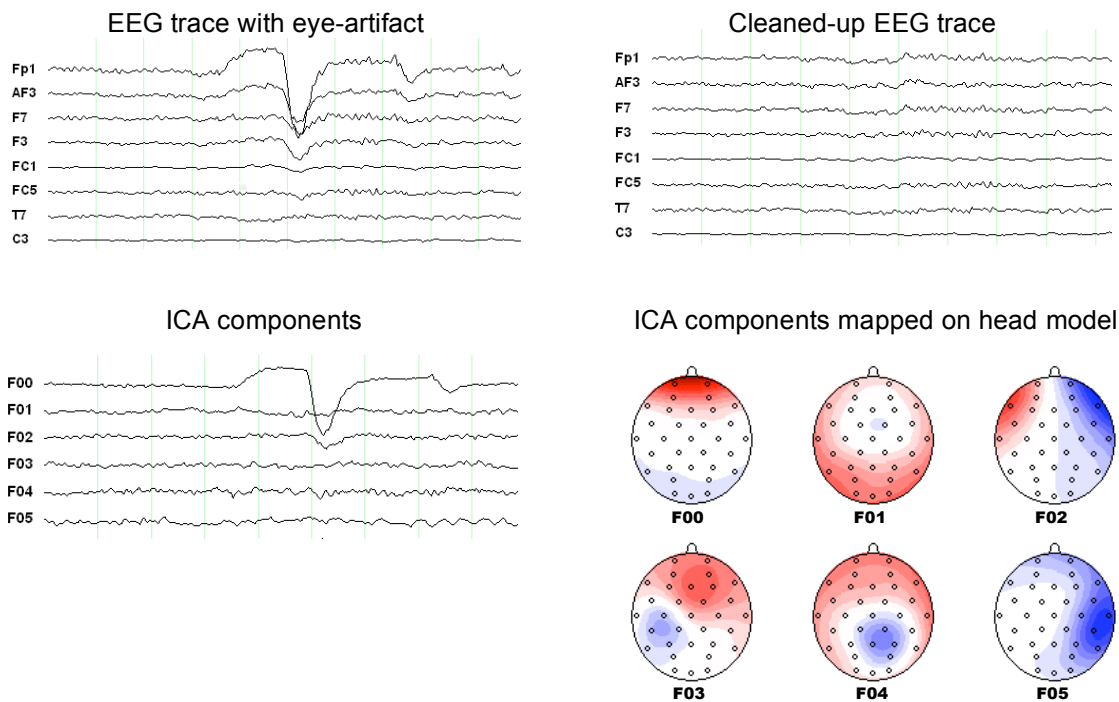 EEG trace with eye-artifact
Fp1
AF3
F7
F3
FC1
FC5
T7
C3
Cleaned-up EEG trace
Fp1
AF3
F7
F3
FC1
FC5
T7
C3
ICA components
F00
F01
F02
F03
F04
F05
ICA components mapped on head model
F00 F01 F02
F03 F04 F05